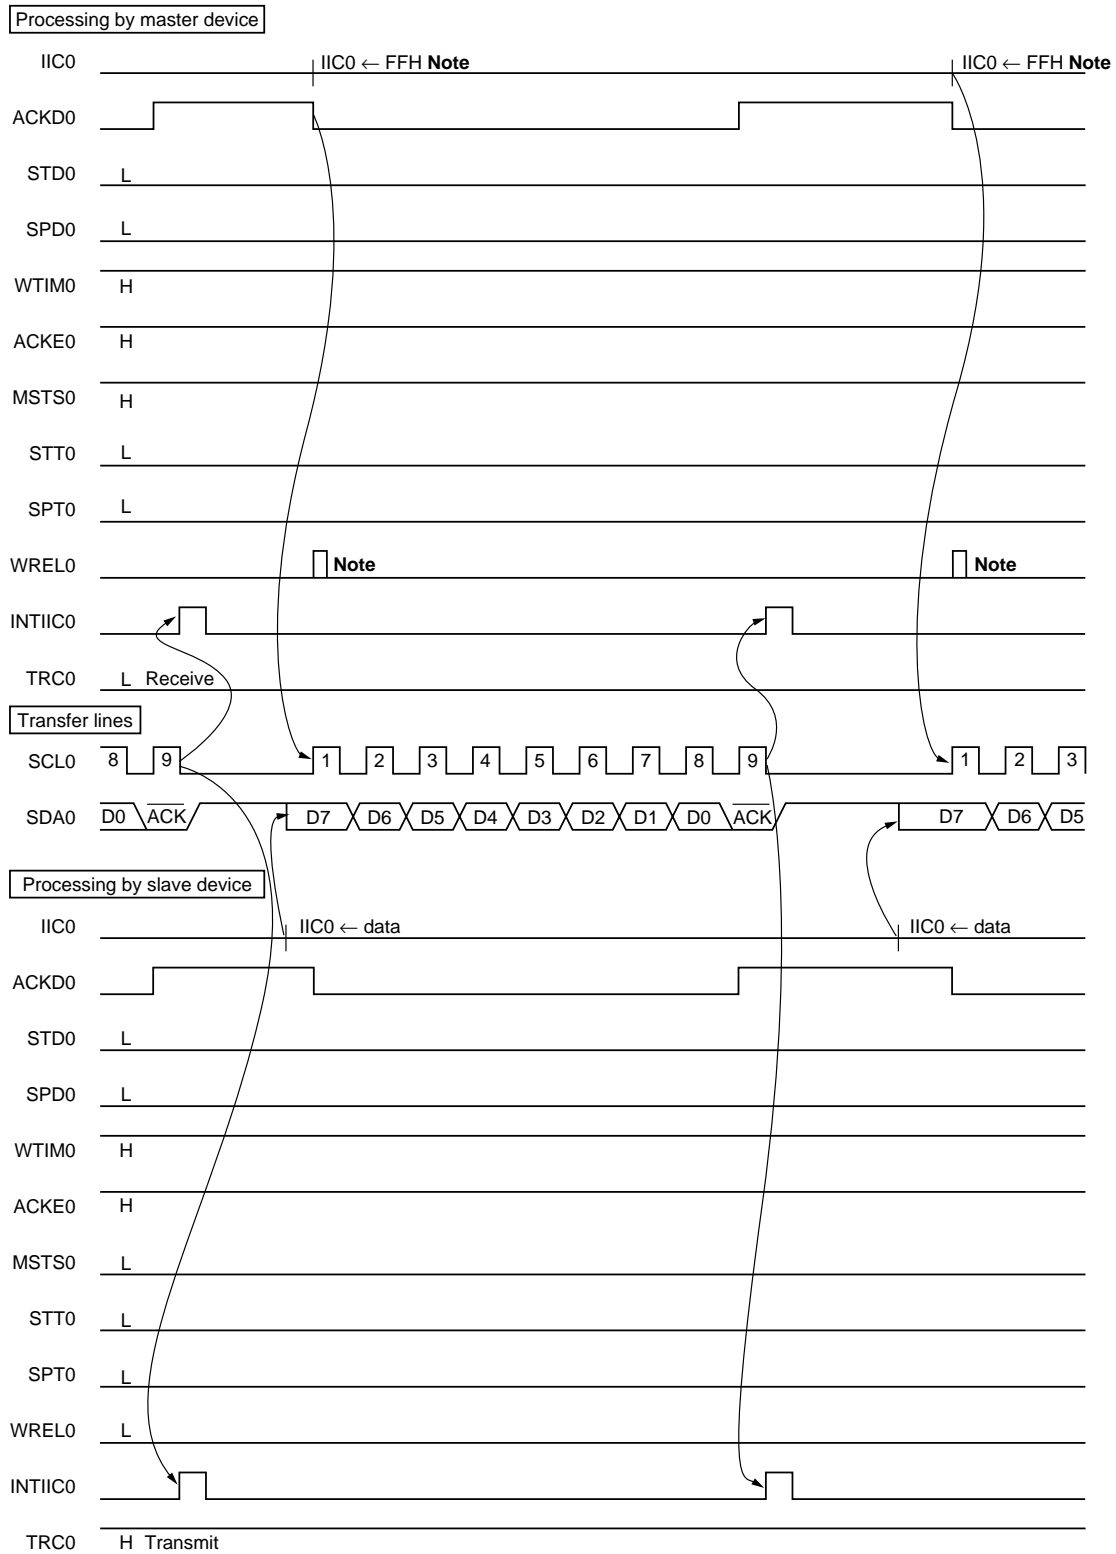 Processing by master device
IIC0 IIC0 ← FFH Note IIC0 ← FFH Note
ACKD0
STD0 L
SPD0 L
WTIM0 H
ACKE0 H
MSTS0 H
STT0 L
SPT0 L
WREL0 Note Note
INTIIC0
TRC0 L Receive
Transfer lines
SCL0 8 9 1 2 3 4 5 6 7 8 9 1 2 3
SDA0 D0 ACK D7 D6 D5 D4 D3 D2 D1 D0 ACK D7 D6 D5
Processing by slave device
IIC0 IIC0 ← data IIC0 ← data
ACKD0
STD0 L
SPD0 L
WTIM0 H
ACKE0 H
MSTS0 L
STT0 L
SPT0 L
WREL0 L
INTIIC0
TRC0 H Transmit